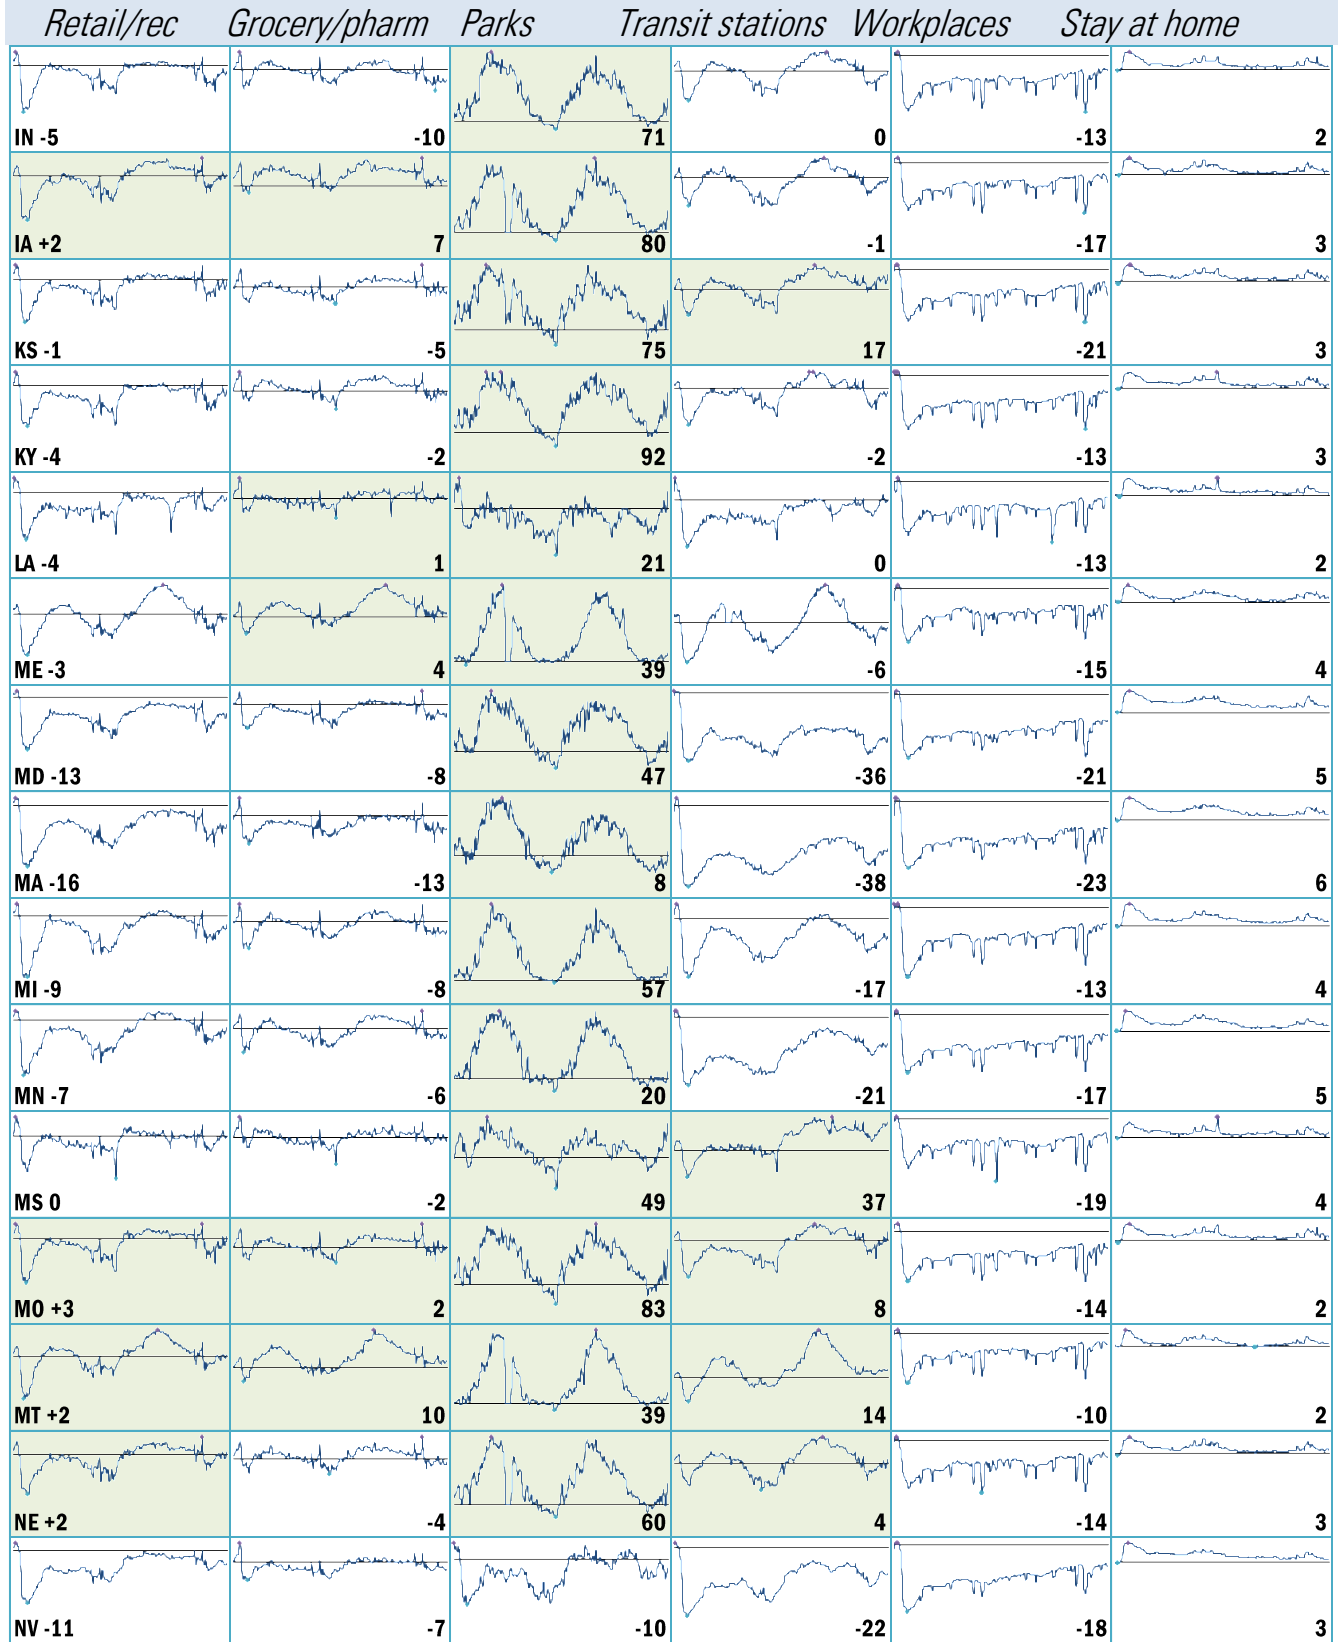 Retail/rec Grocery/pharm Parks Transit stations Workplaces Stay at home
IN -5 -10 71 0 -13 2
IA +2 7 80 -1 -17 3
KS -1 -5 75 17 -21 3
KY -4 -2 92 -2 -13 3
LA -4 1 21 0 -13 2
ME -3 4 39 -6 -15 4
MD -13 -8 47 -36 -21 5
MA -16 -13 8 -38 -23 6
MI -9 -8 57 -17 -13 4
MN -7 -6 20 -21 -17 5
MS 0 -2 49 37 -19 4
MO +3 2 83 8 -14 2
MT +2 10 39 14 -10 2
NE +2 -4 60 4 -14 3
NV -11 -7 -10 -22 -18 3